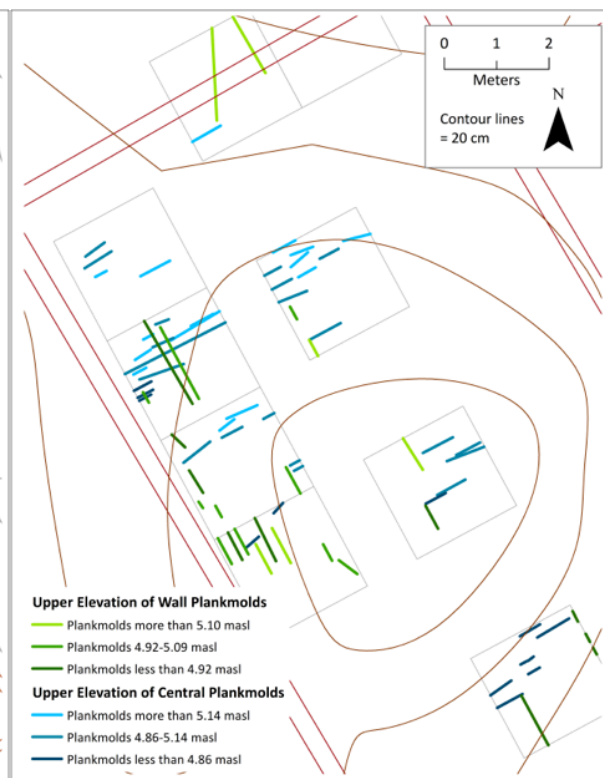 0 1 2
Meters
N
Contour lines
= 20 cm
Upper Elevation of Wall Plankmolds
Plankmolds more than 5.10 masl
Plankmolds 4.92-5.09 masl
Plankmolds less than 4.92 masl
Upper Elevation of Central Plankmolds
Plankmolds more than 5.14 masl
Plankmolds 4.86-5.14 masl
Plankmolds less than 4.86 masl